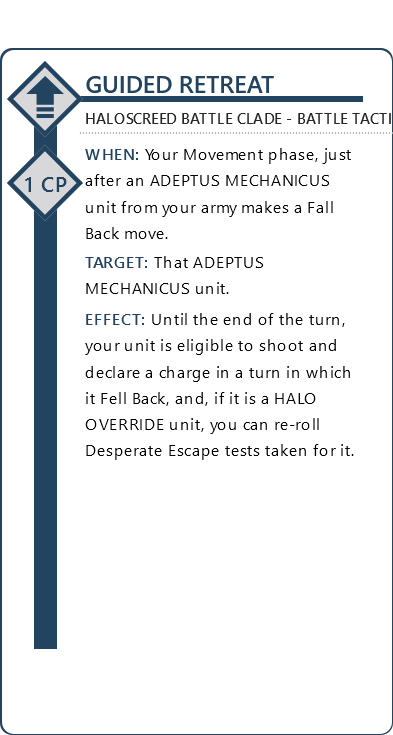 GUIDED RETREAT
HALOSCREED BATTLE CLADE - BATTLE TACTI
1 CP
WHEN: Your Movement phase, just
after an ADEPTUS MECHANICUS
unit from your army makes a Fall
Back move.
TARGET: That ADEPTUS
MECHANICUS unit.
EFFECT: Until the end of the turn,
your unit is eligible to shoot and
declare a charge in a turn in which
it Fell Back, and, if it is a HALO
OVERRIDE unit, you can re-roll
Desperate Escape tests taken for it.